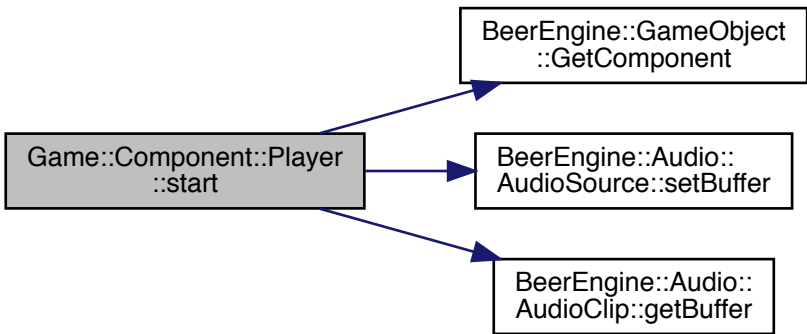 BeerEngine::GameObject
::GetComponent
Game::Component::Player
::start
BeerEngine::Audio::
AudioSource::setBuffer
BeerEngine::Audio::
AudioClip::getBuffer